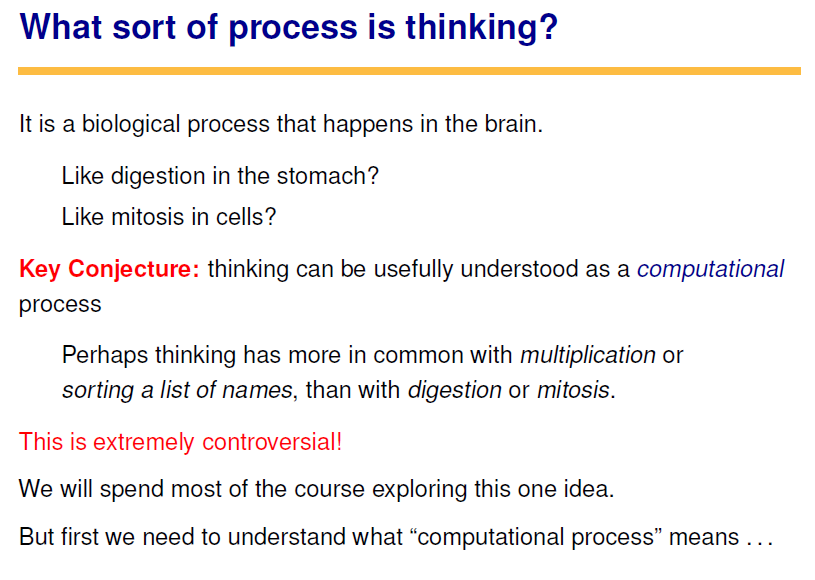 What sort of process is thinking?
It is a biological process that happens in the brain.
Like digestion in the stomach?
Like mitosis in cells?
Key Conjecture: thinking can be usefully understood as a computational
process
Perhaps thinking has more in common with multiplication or
sorting a list of names, than with digestion or mitosis.
This is extremely controversial!
We will spend most of the course exploring this one idea.
But first we need to understand what “computational process” means ...